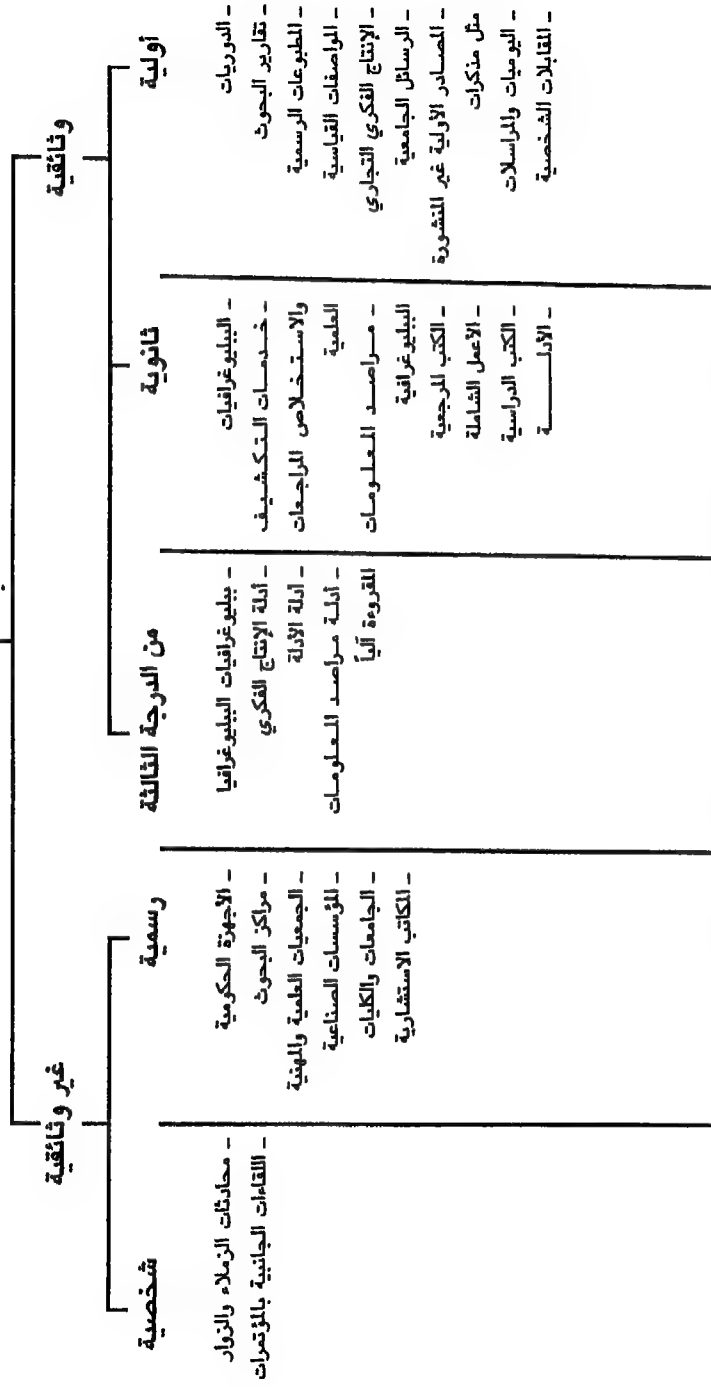 وثائقية
أولية
- الدوريات
- تقارير البحوث
- المطبوعات الرسمية
- المواصفات القياسية
- الإنتاج الفكري التجاري
- الرسائل الجامعية
- المصادر الأولية غير المنشورة
مثل مذكرات
- اليوميات والمراسلات
- المقابلات الشخصية
ثانوية
- الببليوغرافيات
- خدمات التكشيف
والاستخلاص المراجعات
العلمية
- مراصد المعلومات
الببليوغرافية
- الكتب المرجعية
- الأعمل الشاملة
- الكتب الدراسية
- الأدلـــــــــة
من الدرجة الثالثة
- ببليوغرافيات الببليوغرافيا
- أدلة الإنتاج الفكري
- أدلة الأدلة
- أدلة مراصد المعلومات
المقروءة آلياً
غير وثائقية
رسمية
- الأجهزة الحكومية
- مراكز البحوث
- الجمعيات العلمية والمهنية
- المؤسسات الصناعية
- الجامعات والكليات
- المكاتب الاستشارية
شخصية
- محادثات الزملاء والزوار
- اللقاءات الجانبية بالمؤتمرات